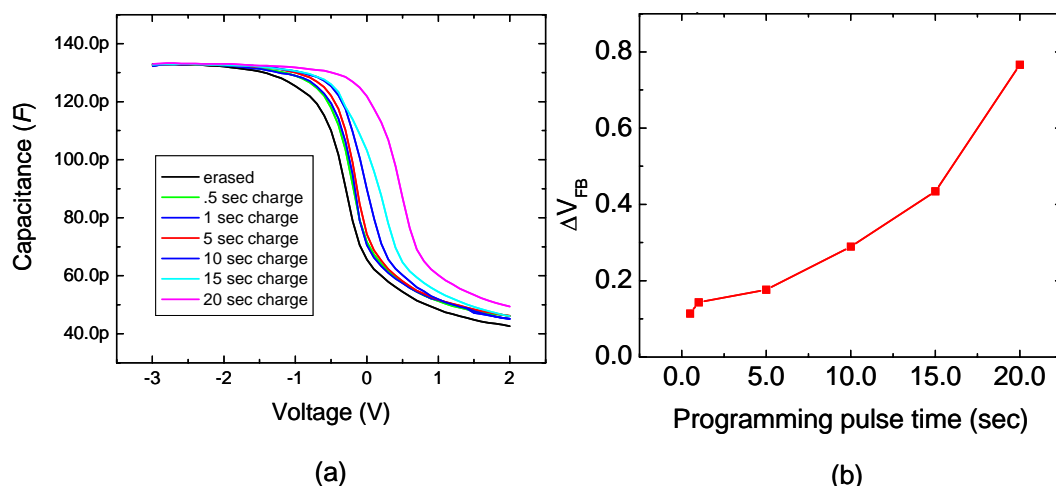 Capacitance (F)
140.0p
120.0p
100.0p
80.0p
60.0p
40.0p
erased
.5 sec charge
1 sec charge
5 sec charge
10 sec charge
15 sec charge
20 sec charge
-3 -2 -1 0 1 2
Voltage (V)
(a)
ΔVFB
0.8
0.6
0.4
0.2
0.0
0.0 5.0 10.0 15.0 20.0
Programming pulse time (sec)
(b)